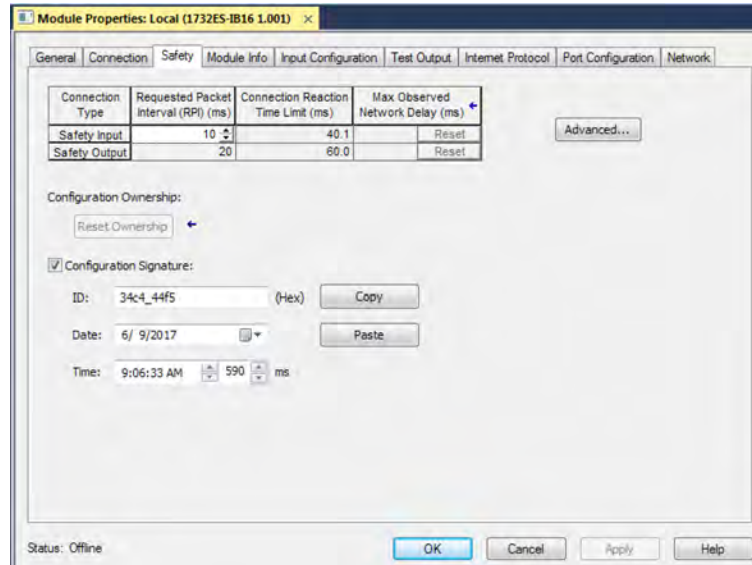 Module Properties: Local (1732ES-IB16 1.001) ×
General Connection Safety Module Info Input Configuration Test Output Internet Protocol Port Configuration Network
Connection Type Requested Packet Interval (RPI) (ms) Connection Reaction Time Limit (ms) Max Observed Network Delay (ms)
Safety Input 10 40.1 Reset
Safety Output 20 60.0 Reset
Advanced...
Configuration Ownership:
Reset Ownership
Configuration Signature:
ID: 34c4_44f5 (Hex) Copy
Date: 6/ 9/2017 Paste
Time: 9:06:33 AM 590 ms
Status: Offline OK Cancel Apply Help